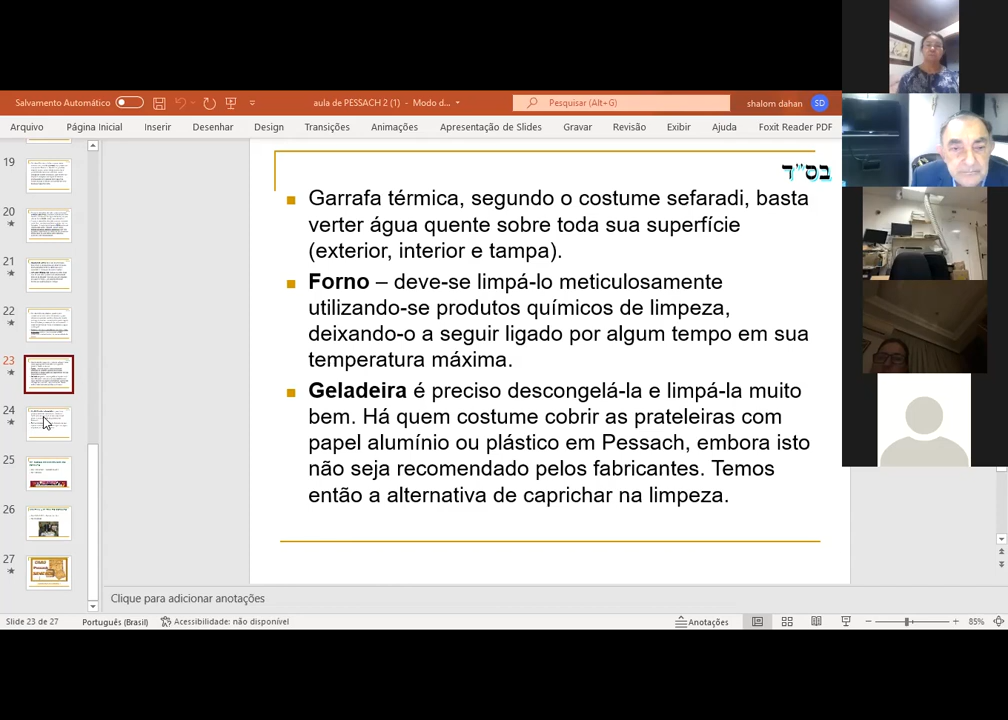 Salvamento Automático
aula de PESSACH 2 (1) - Modo d...
Pesquisar (Alt+G)
shalom dahan
SD
Arquivo
Página Inicial
Inserir
Desenhar
Design
Transições
Animações
Apresentação de Slides
Gravar
Revisão
Exibir
Ajuda
Foxit Reader PDF
19
20
21
22
23
24
25
26
27
בס"ד
Garrafa térmica, segundo o costume sefaradi, basta
verter água quente sobre toda sua superfície
(exterior, interior e tampa).
Forno – deve-se limpá-lo meticulosamente
utilizando-se produtos químicos de limpeza,
deixando-o a seguir ligado por algum tempo em sua
temperatura máxima.
Geladeira é preciso descongelá-la e limpá-la muito
bem. Há quem costume cobrir as prateleiras com
papel alumínio ou plástico em Pessach, embora isto
não seja recomendado pelos fabricantes. Temos
então a alternativa de caprichar na limpeza.
Clique para adicionar anotações
Slide 23 de 27
Português (Brasil)
Acessibilidade: não disponível
Anotações
85%